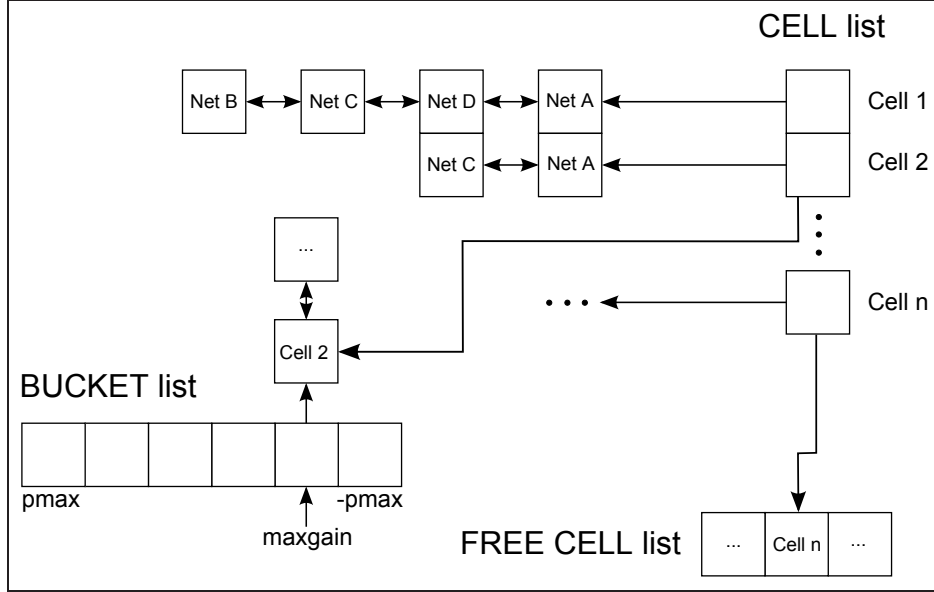 CELL list
Net B
Net C
Net D
Net A
Cell 1
Net C
Net A
Cell 2
...
Cell n
Cell 2
BUCKET list
pmax
-pmax
maxgain
FREE CELL list
...
Cell n
...